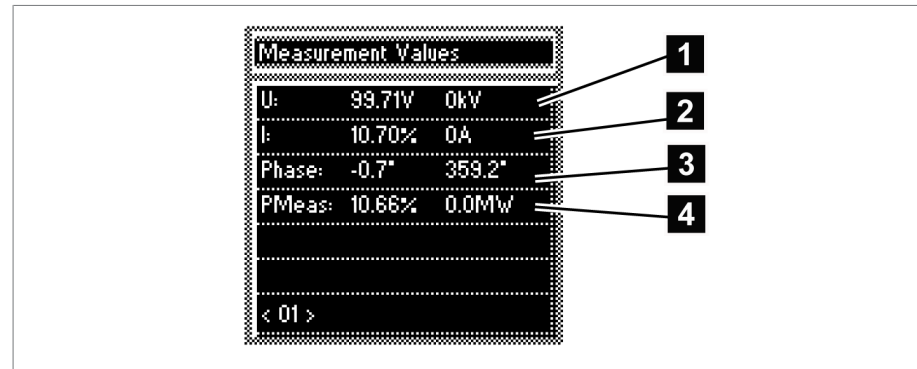 Measurement Values
U: 99.71V 0kV
I: 10.70% 0A
Phase: -0.7° 359.2°
PMeas: 10.66% 0.0MW
< 01 >
1
2
3
4